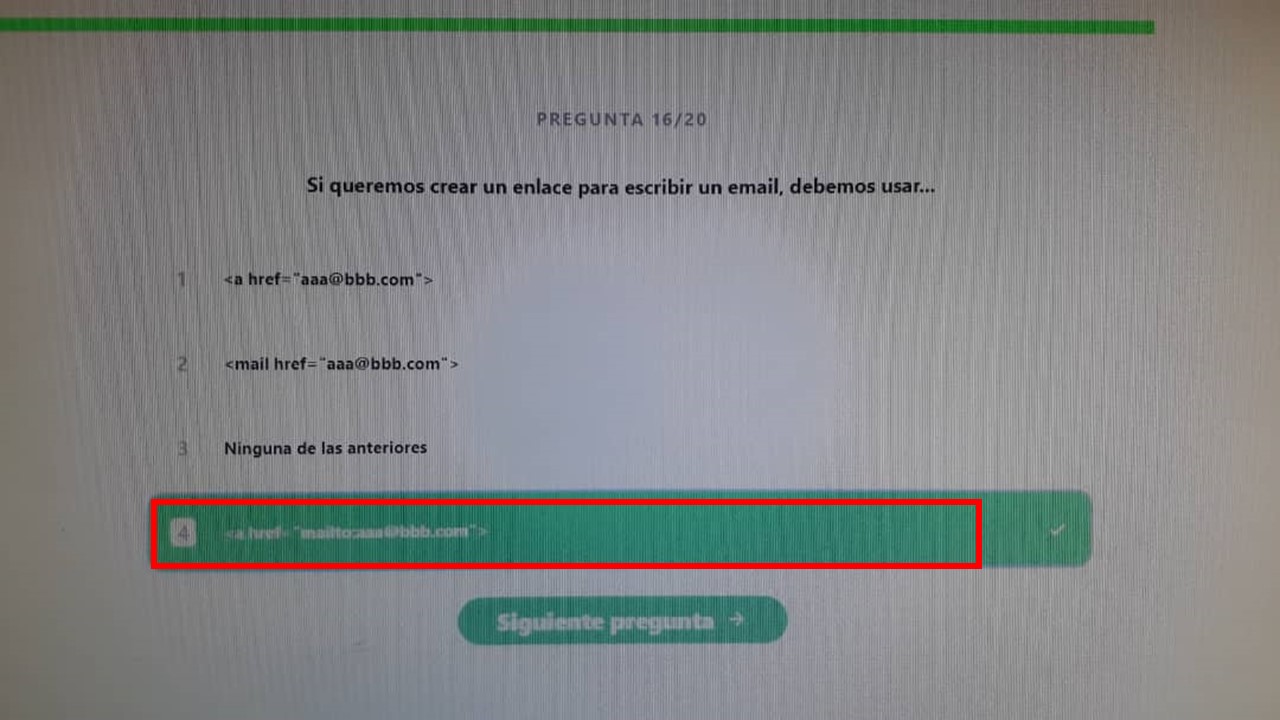 PREGUNTA 16/20
Si queremos crear un enlace para escribir un email, debemos usar...
1 <a href="aaa@bbb.com">
2 <mail href="aaa@bbb.com">
3 Ninguna de las anteriores
4 <a href="mailto:aaa@bbb.com">
Siguiente pregunta →